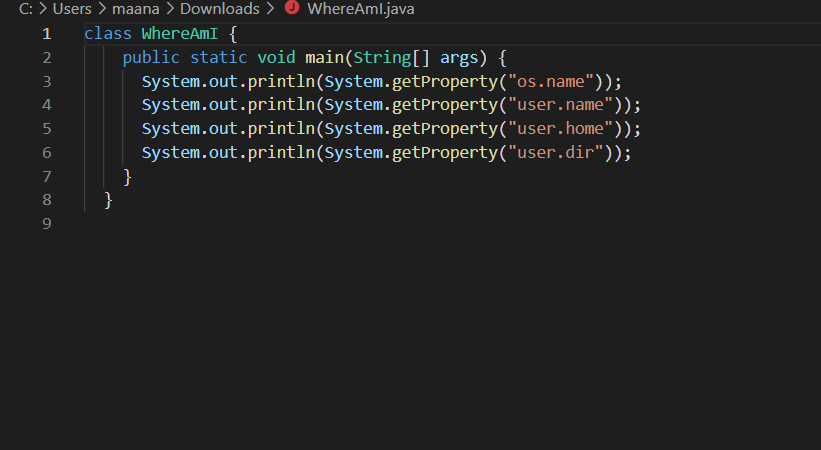 C: > Users > maana > Downloads > WhereAmI.java
1 class WhereAmI {
2 public static void main(String[] args) {
3 System.out.println(System.getProperty("os.name"));
4 System.out.println(System.getProperty("user.name"));
5 System.out.println(System.getProperty("user.home"));
6 System.out.println(System.getProperty("user.dir"));
7 }
8 }
9